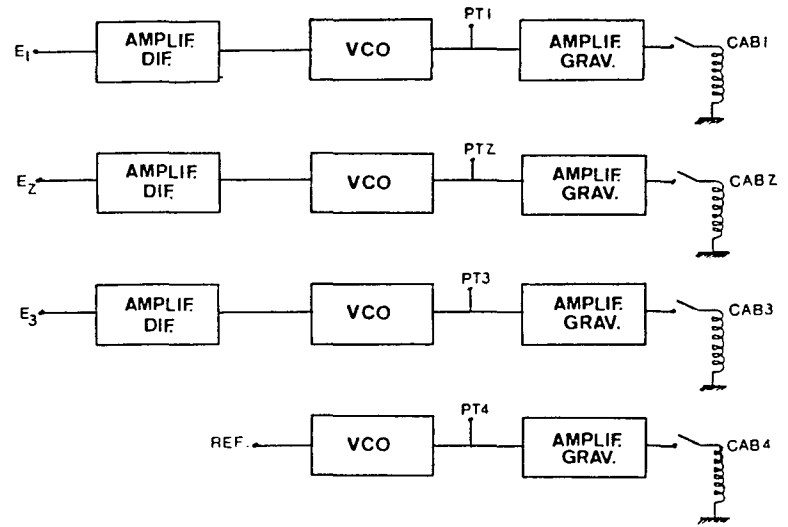 E1
AMPLIF.
DIF.
VCO
PT1
AMPLIF.
GRAV.
CAB1
EZ
AMPLIF.
DIF.
VCO
PTZ
AMPLIF.
GRAV.
CABZ
E3
AMPLIF.
DIF.
VCO
PT3
AMPLIF.
GRAV.
CAB3
REF.
VCO
PT4
AMPLIF.
GRAV.
CAB4